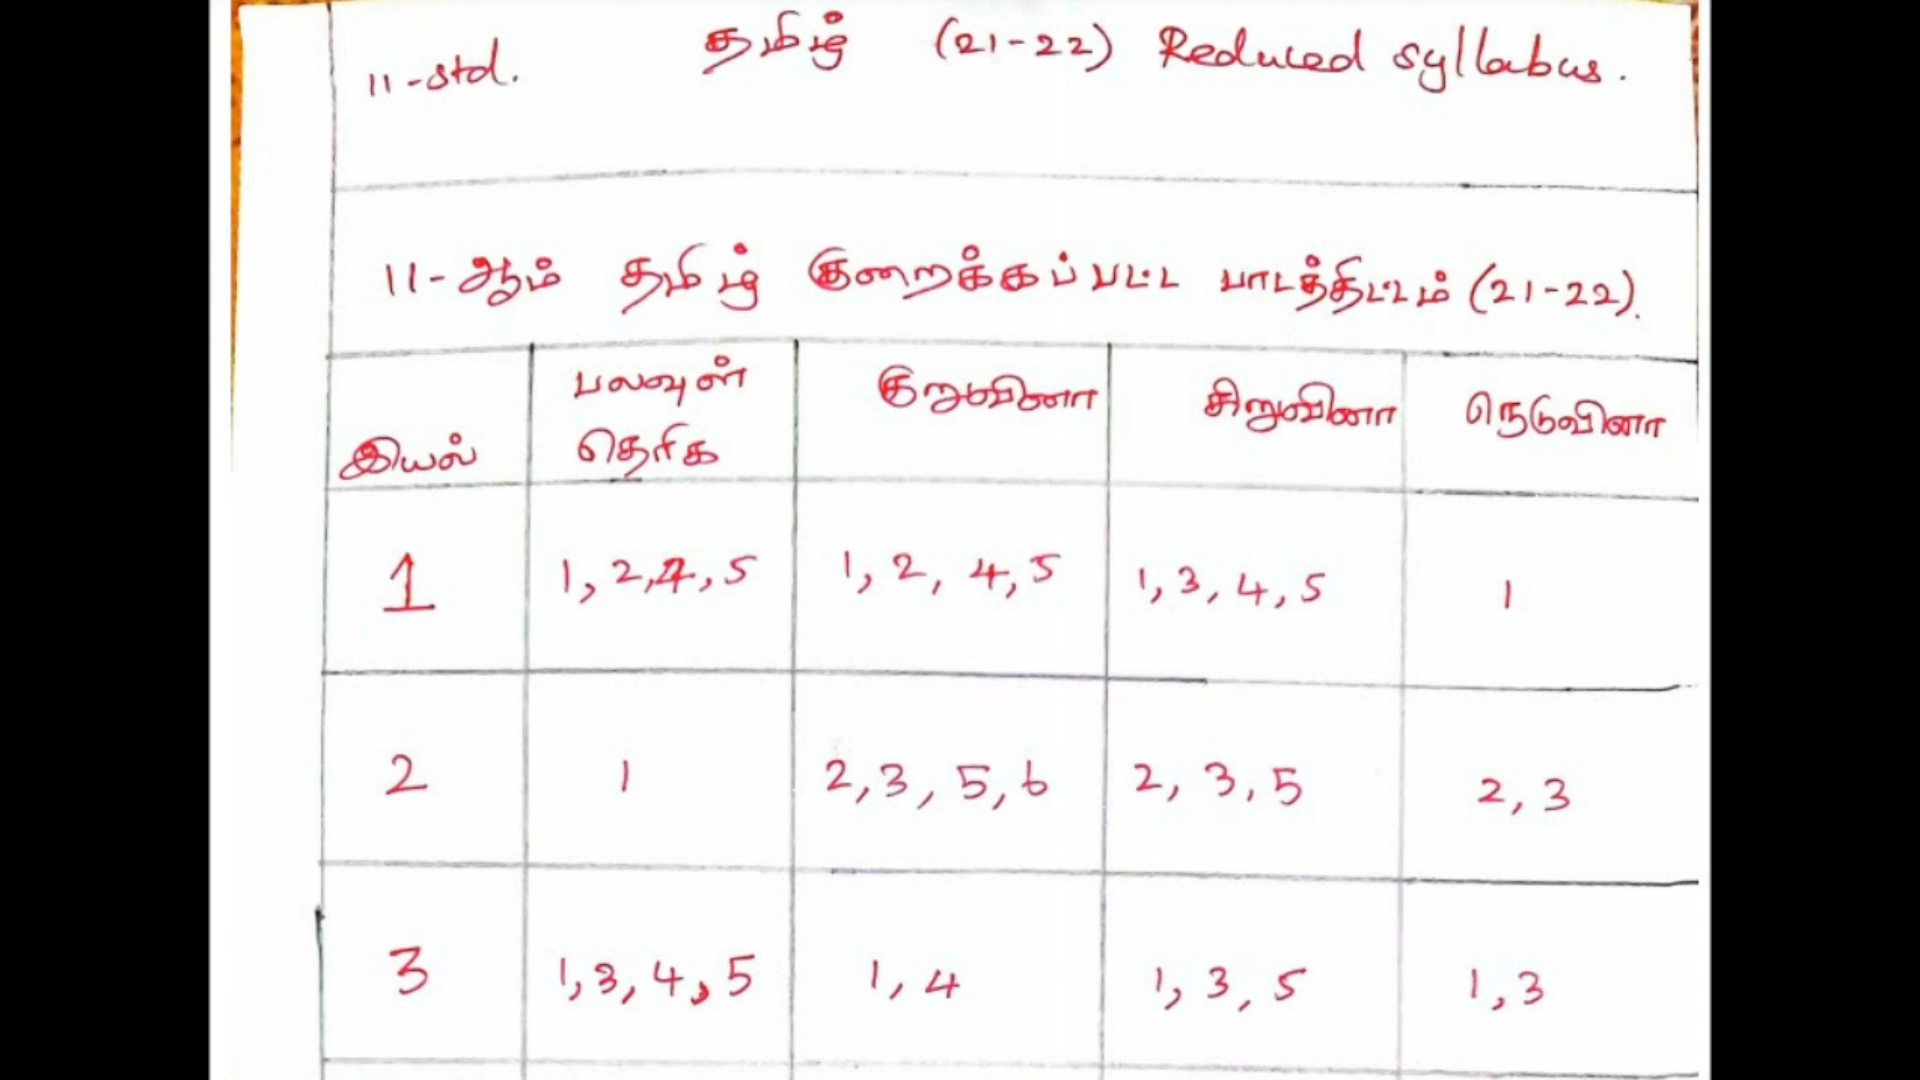 11-std. தமிழ் (21-22) Reduced syllabus.
11-ஆம் தமிழ் குறைக்கப்பட்ட பாடத்திட்டம் (21-22).
இயல் பலவுள் தெரிக குறுவினா சிறுவினா நெடுவினா
1 1, 2, 4, 5 1, 2, 4, 5 1, 3, 4, 5 1
2 1 2, 3, 5, 6 2, 3, 5 2, 3
3 1, 3, 4, 5 1, 4 1, 3, 5 1, 3